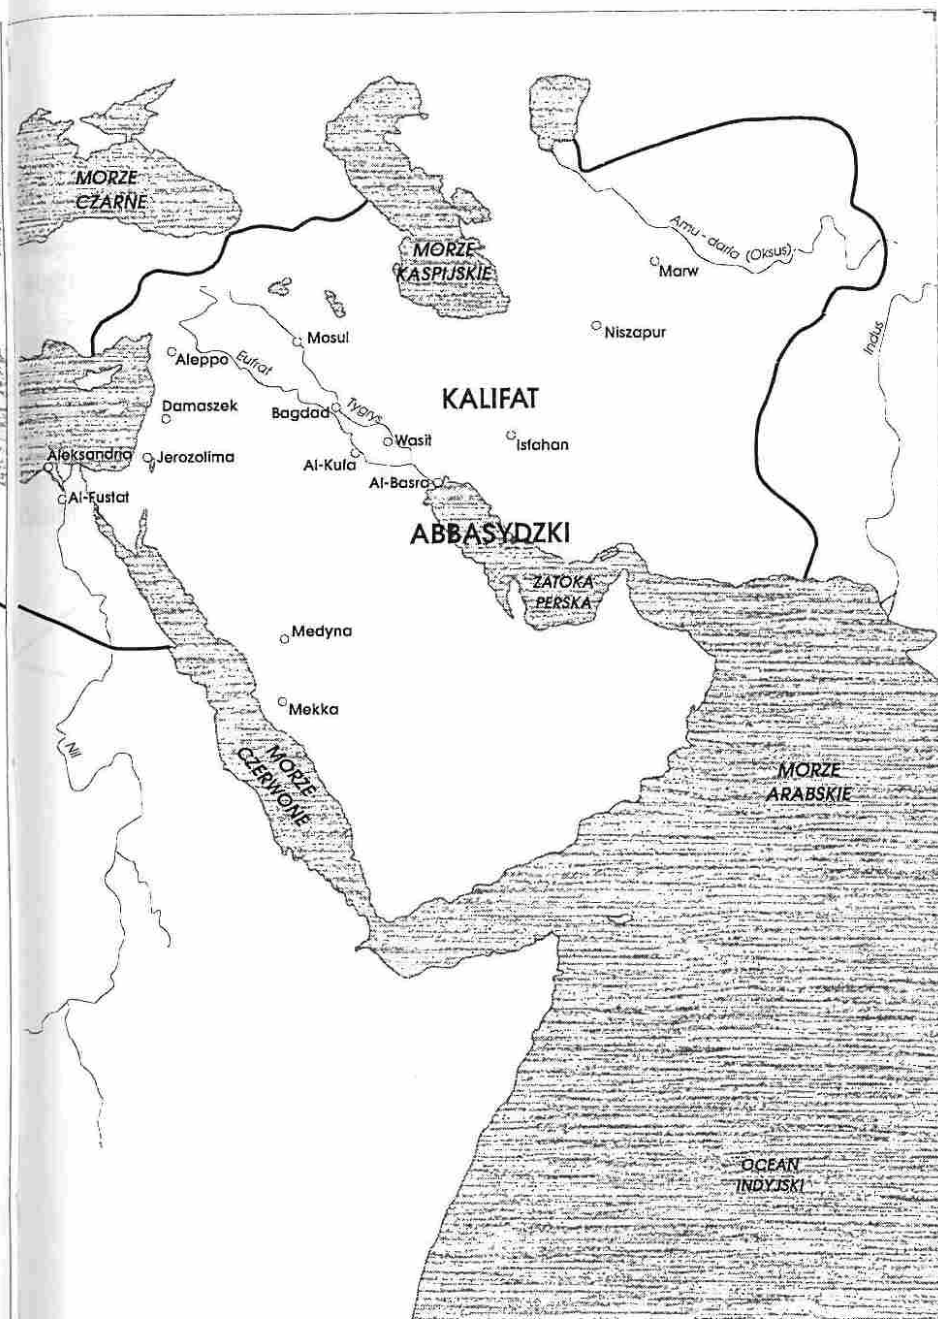 MORZE
CZARNE
MORZE
KASPIJSKIE
Amu-daria (Oksus)
Marw
Niszapur
Indus
Mosul
Aleppo
Eufrat
KALIFAT
Damaszek
Bagdad
Tygrys
Wasit
Isfahan
Aleksandria
Jerozolima
Al-Kufa
Al-Basra
Al-Fustat
ABBASYDZKI
ZATOKA
PERSKA
Medyna
Mekka
Nil
MORZE
CZERWONE
MORZE
ARABSKIE
OCEAN
INDYJSKI